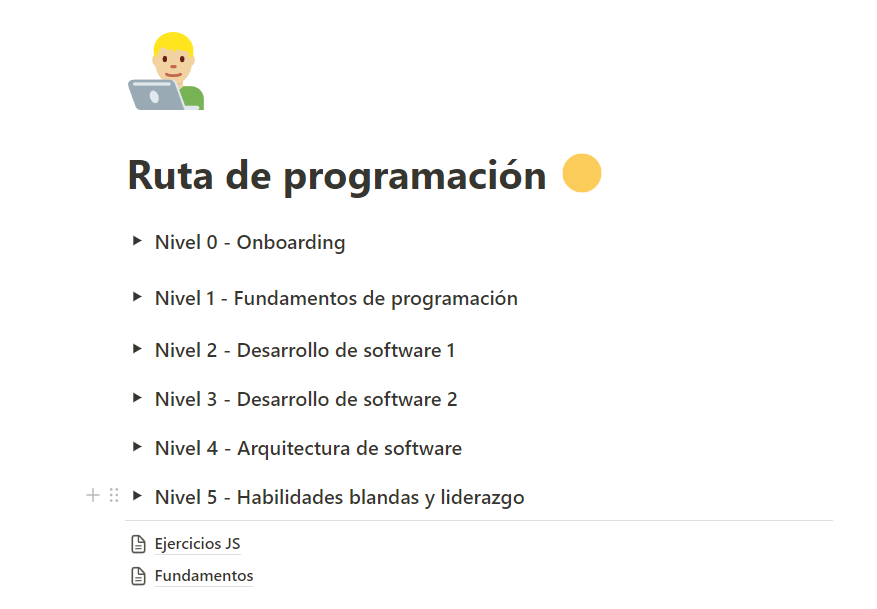 Ruta de programación
Nivel 0 - Onboarding
Nivel 1 - Fundamentos de programación
Nivel 2 - Desarrollo de software 1
Nivel 3 - Desarrollo de software 2
Nivel 4 - Arquitectura de software
Nivel 5 - Habilidades blandas y liderazgo
Ejercicios JS
Fundamentos